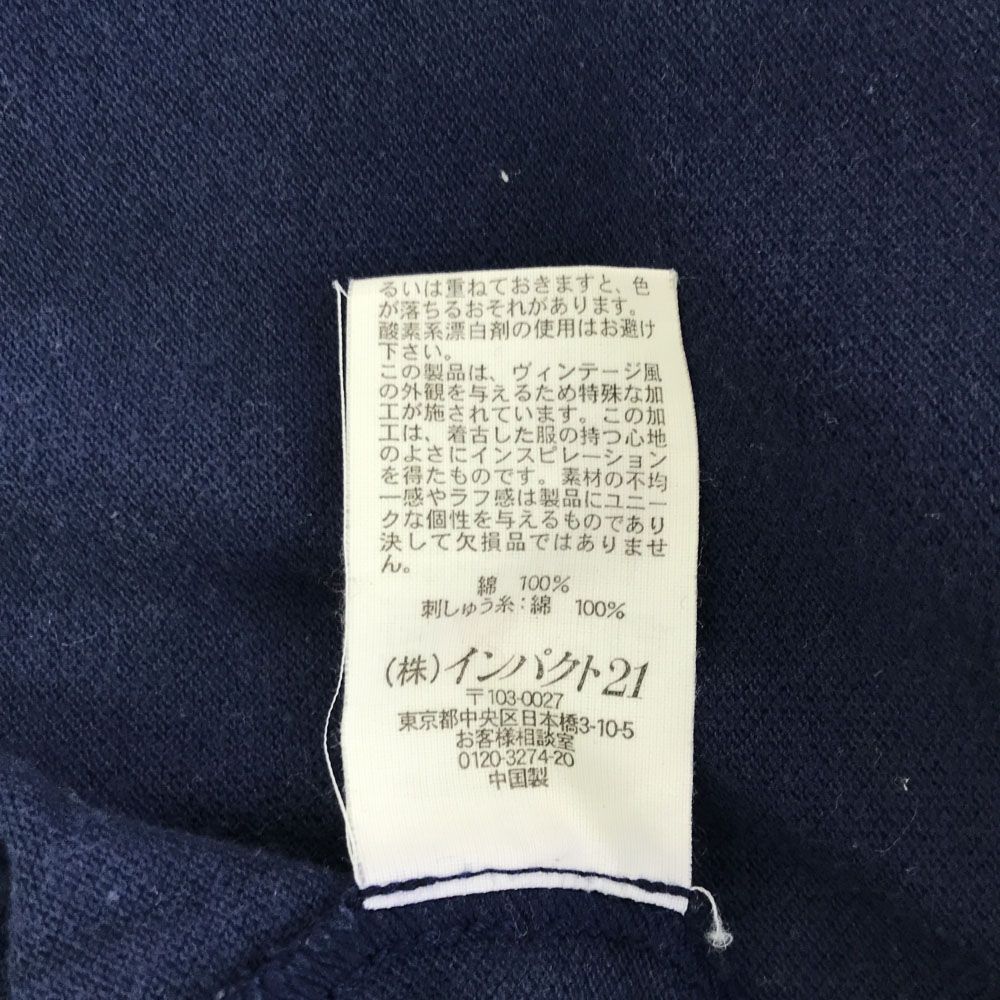 るいは重ねておきますと、色
が落ちるおそれがあります。
酸素系漂白剤の使用はお避け
下さい。
この製品は、ヴィンテージ風
の外観を与えるため特殊な加
工が施されています。この加
工は、着古した服の持つ心地
のよさにインスピレーション
を得たものです。素材の不均
一感やラフ感は製品にユニー
クな個性を与えるものであり
決して欠損品ではありませ
ん。
綿 100%
刺しゅう糸:綿 100%
(株)インパクト21
〒103-0027
東京都中央区日本橋3-10-5
お客様相談室
0120-3274-20
中国製